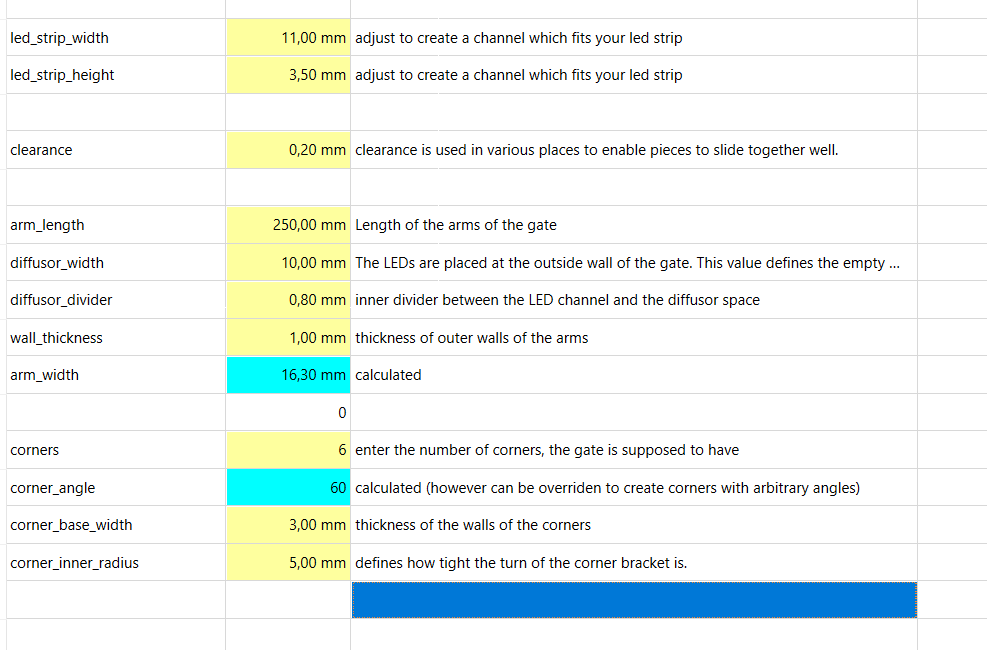 led_strip_width 11,00 mm adjust to create a channel which fits your led strip
led_strip_height 3,50 mm adjust to create a channel which fits your led strip
clearance 0,20 mm clearance is used in various places to enable pieces to slide together well.
arm_length 250,00 mm Length of the arms of the gate
diffusor_width 10,00 mm The LEDs are placed at the outside wall of the gate. This value defines the empty ...
diffusor_divider 0,80 mm inner divider between the LED channel and the diffusor space
wall_thickness 1,00 mm thickness of outer walls of the arms
arm_width 16,30 mm calculated
0
corners 6 enter the number of corners, the gate is supposed to have
corner_angle 60 calculated (however can be overriden to create corners with arbitrary angles)
corner_base_width 3,00 mm thickness of the walls of the corners
corner_inner_radius 5,00 mm defines how tight the turn of the corner bracket is.